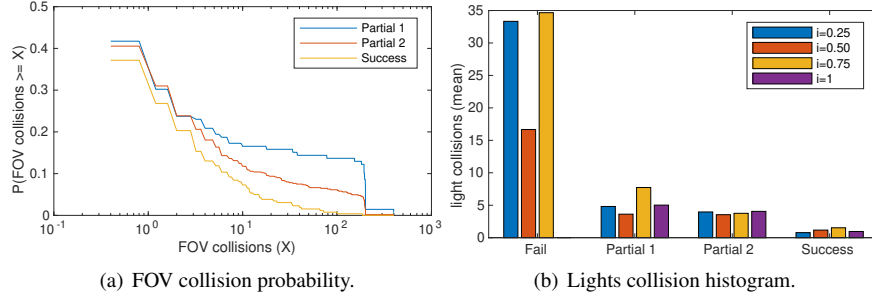 0.5
0.4
0.3
0.2
0.1
0
P(FOV collisions >= X)
Partial 1
Partial 2
Success
10^-1
10^0
10^1
10^2
10^3
FOV collisions (X)
(a) FOV collision probability.
35
30
25
20
15
10
5
0
light collisions (mean)
i=0.25
i=0.50
i=0.75
i=1
Fail
Partial 1
Partial 2
Success
(b) Lights collision histogram.